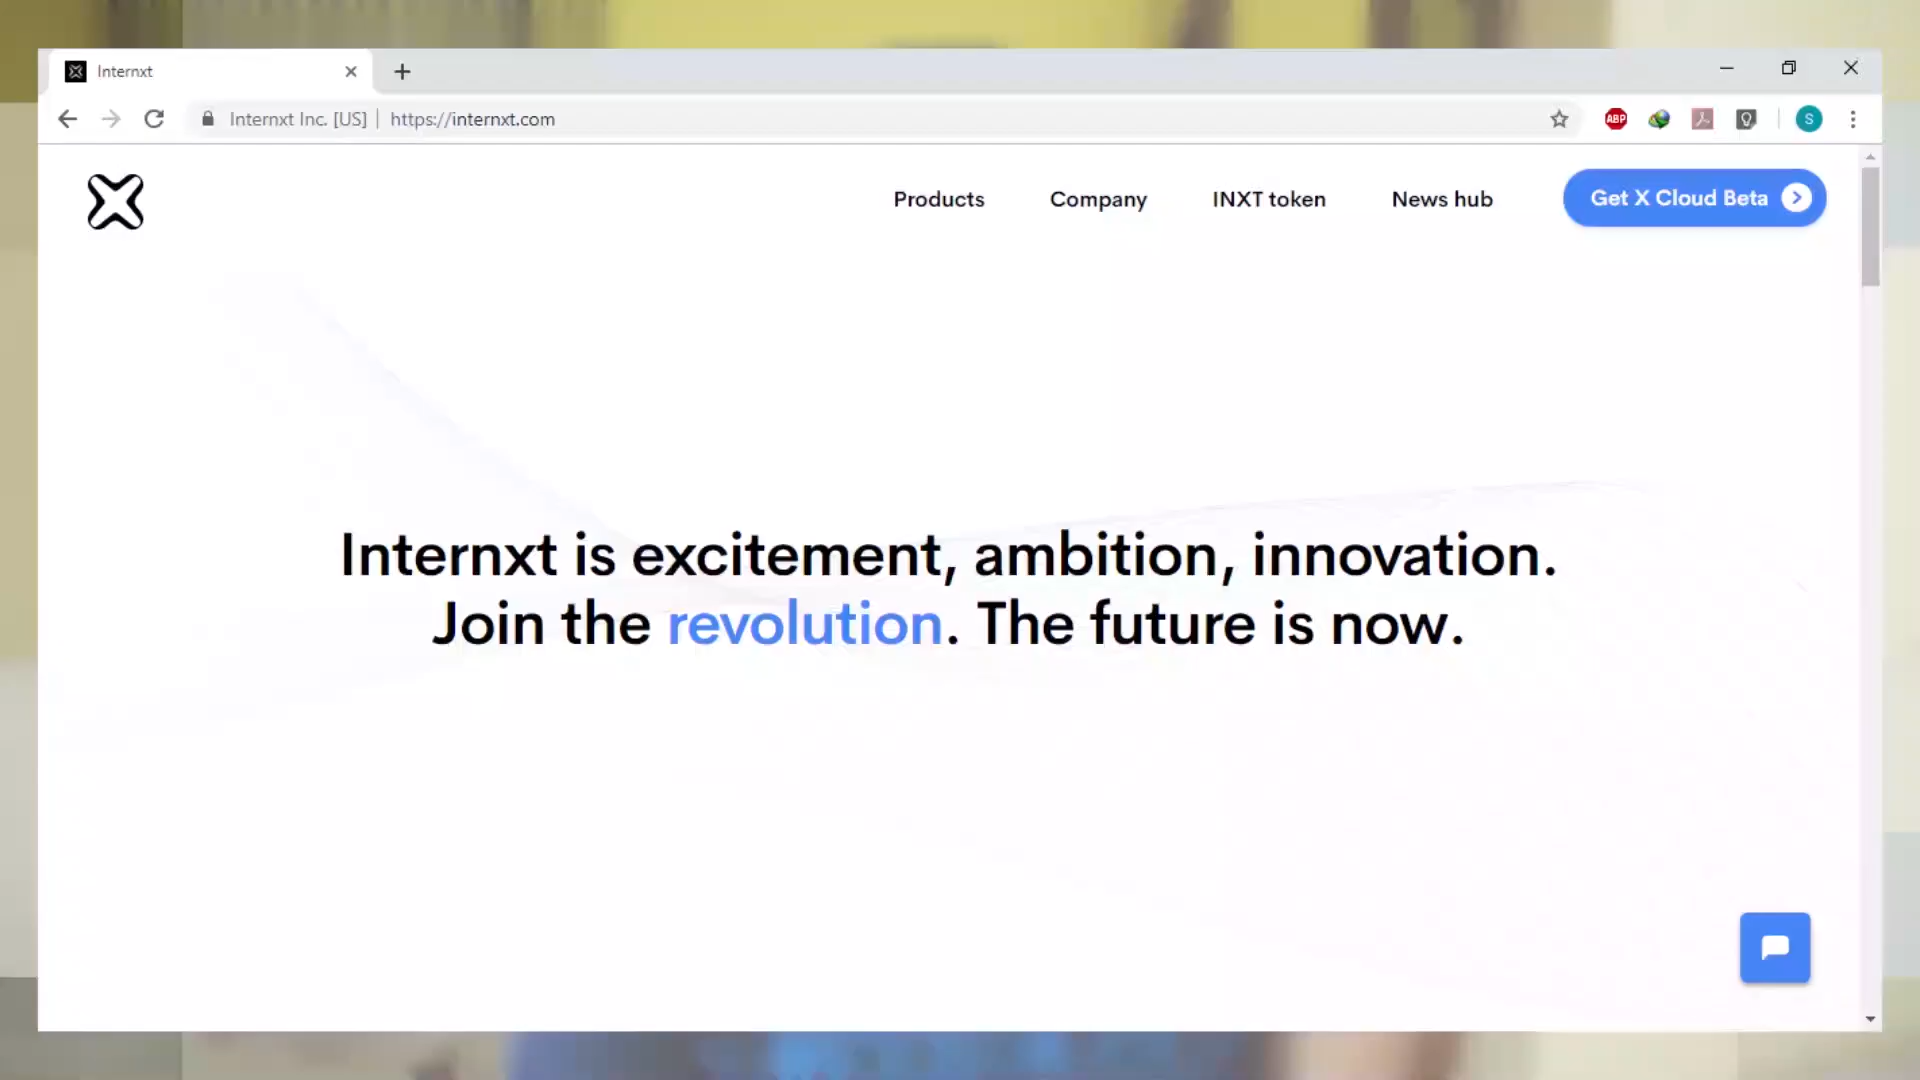 Internxt
Internxt Inc. [US] | https://internxt.com
ABP
S
Products
Company
INXT token
News hub
Get X Cloud Beta
Internxt is excitement, ambition, innovation.
Join the revolution. The future is now.